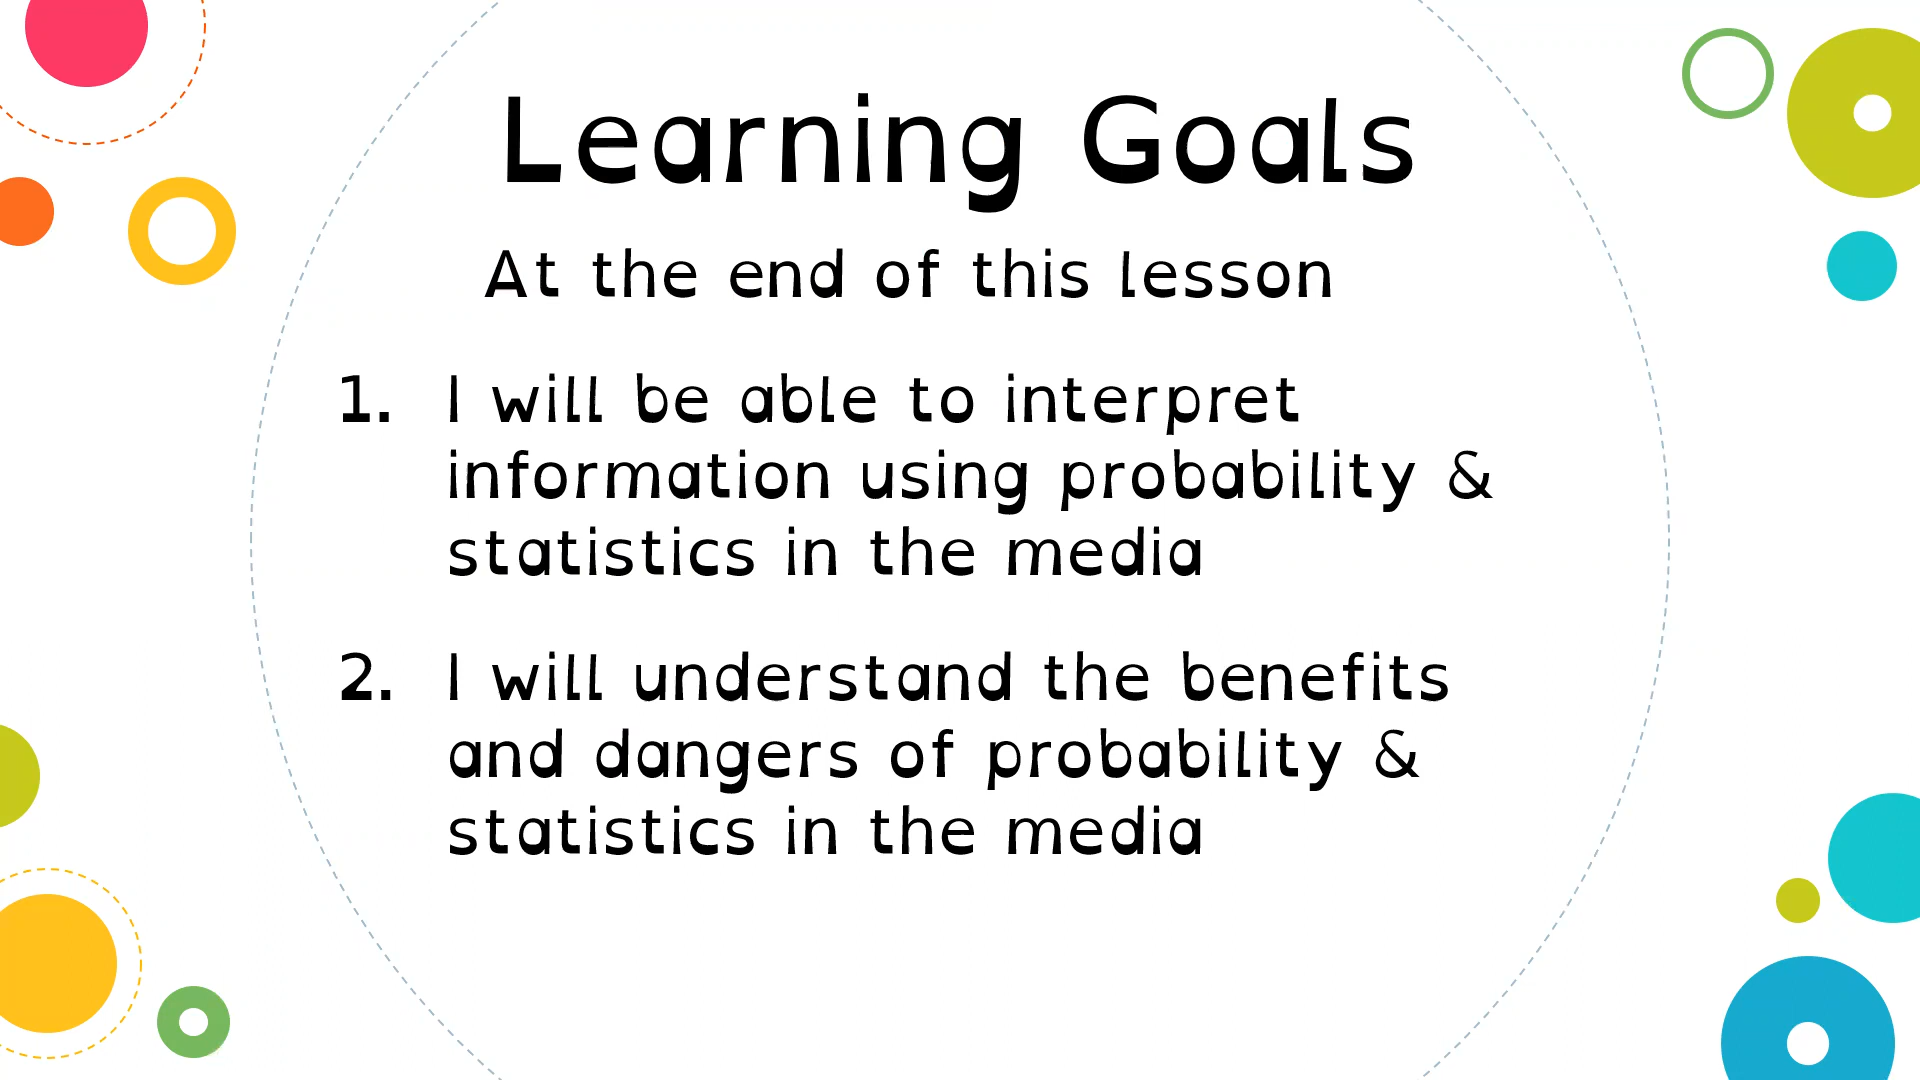 Learning Goals
At the end of this lesson
1. I will be able to interpret
information using probability &
statistics in the media
2. I will understand the benefits
and dangers of probability &
statistics in the media